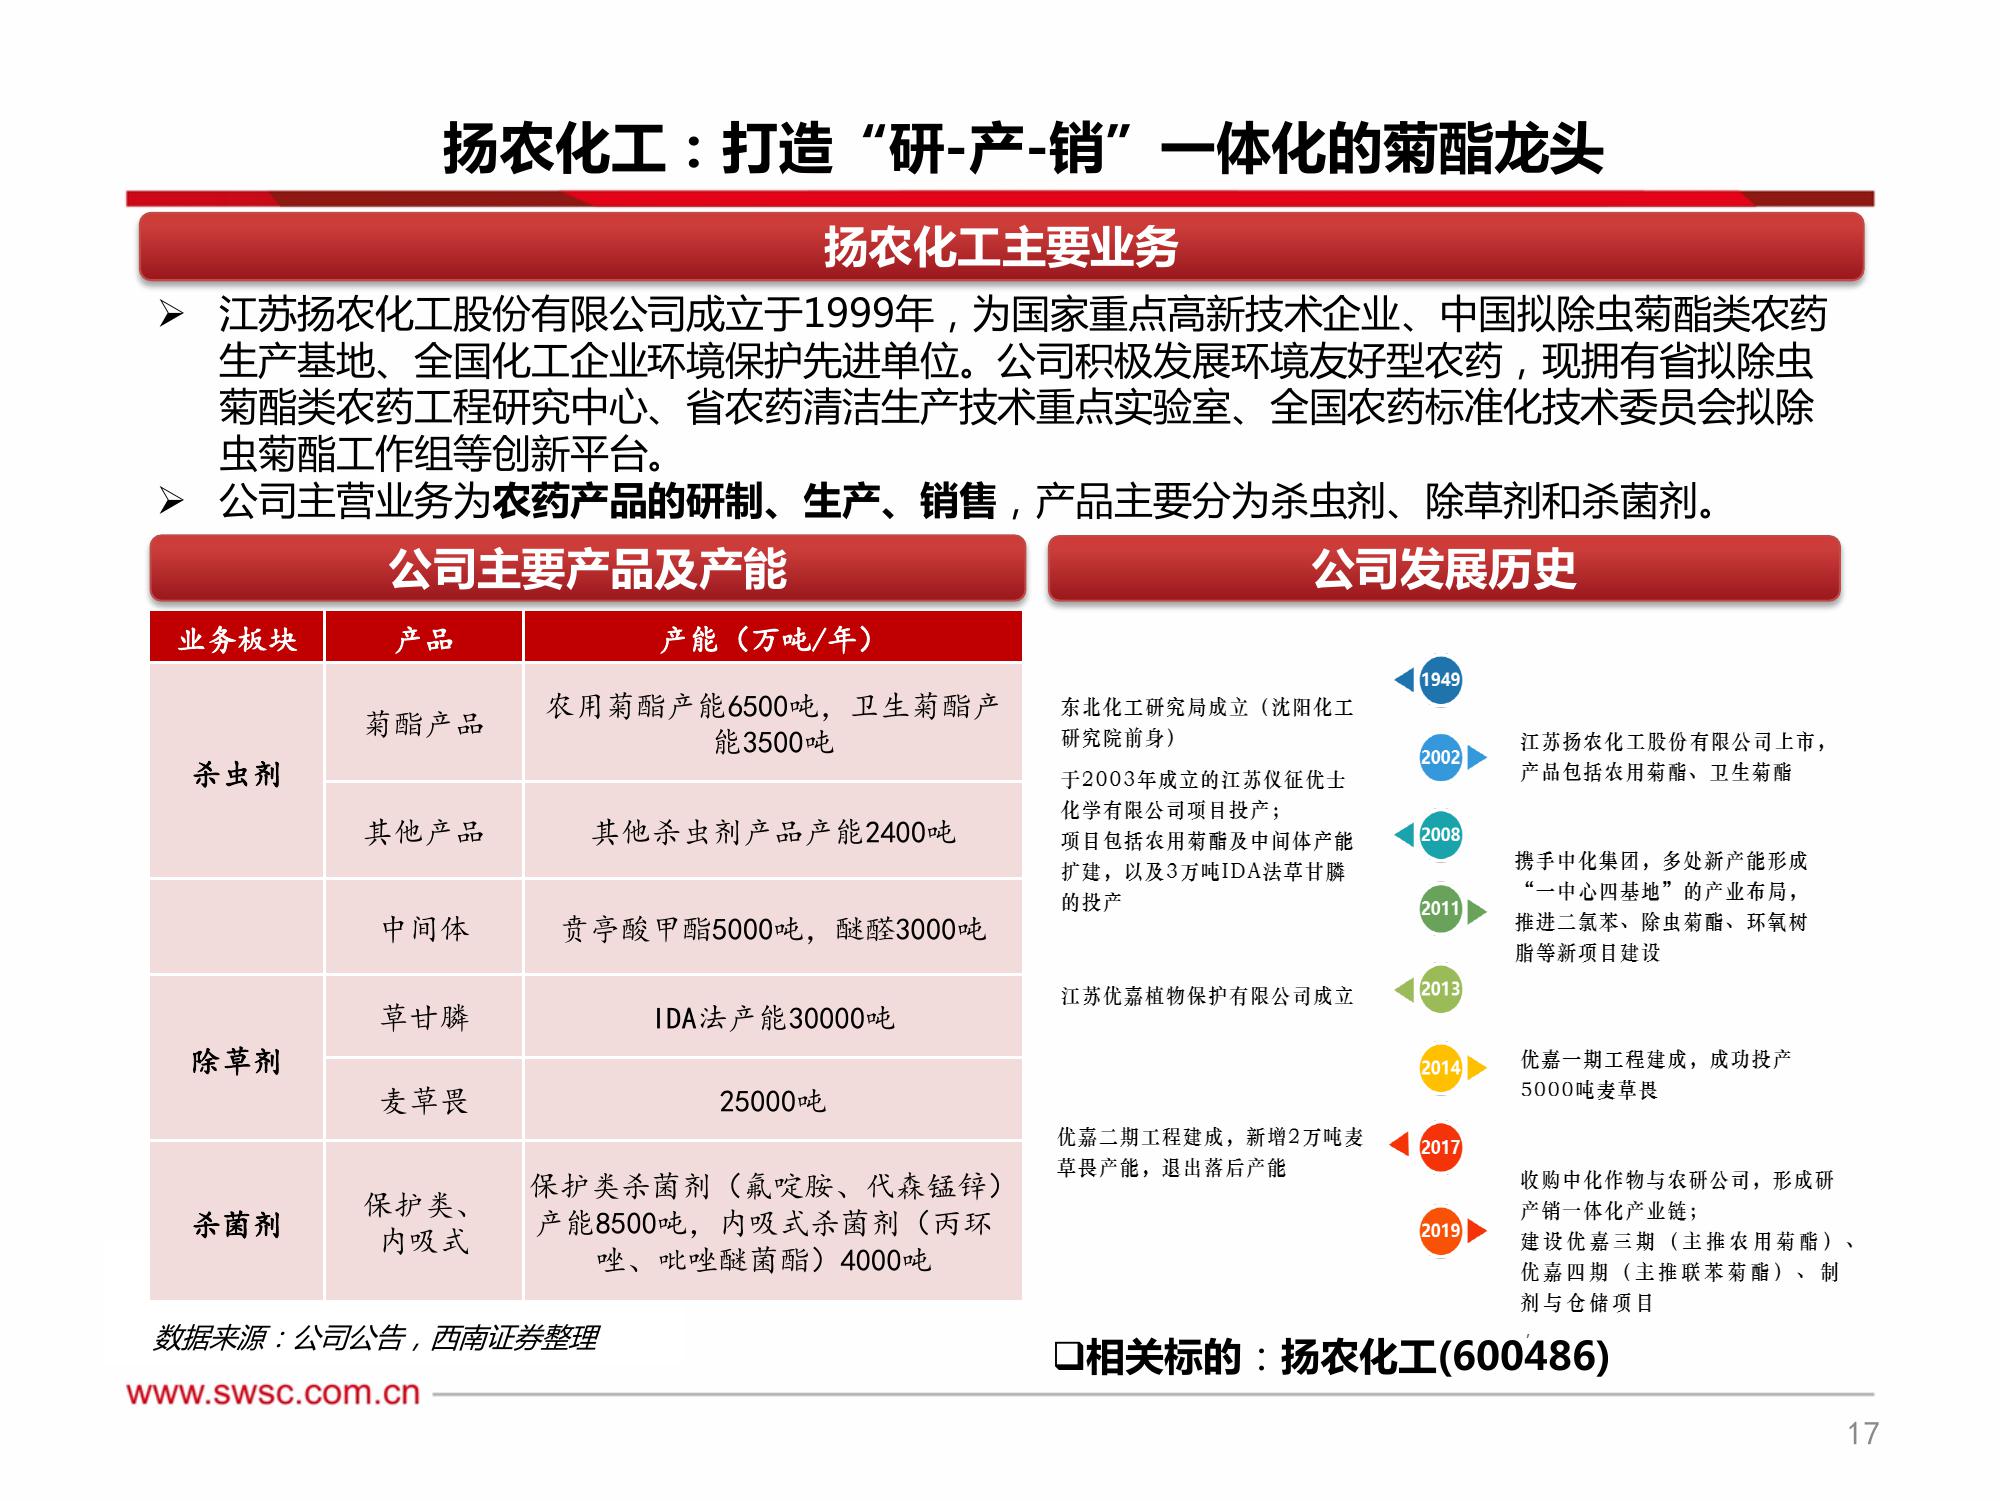 扬农化工：打造“研-产-销”一体化的菊酯龙头
扬农化工主要业务
➢ 江苏扬农化工股份有限公司成立于1999年，为国家重点高新技术企业、中国拟除虫菊酯类农药
生产基地、全国化工企业环境保护先进单位。公司积极发展环境友好型农药，现拥有省拟除虫
菊酯类农药工程研究中心、省农药清洁生产技术重点实验室、全国农药标准化技术委员会拟除
虫菊酯工作组等创新平台。
➢ 公司主营业务为农药产品的研制、生产、销售，产品主要分为杀虫剂、除草剂和杀菌剂。
公司主要产品及产能
业务板块 产品 产能（万吨/年）
杀虫剂
菊酯产品
农用菊酯产能6500吨，卫生菊酯产
能3500吨
其他产品 其他杀虫剂产品产能2400吨
中间体 贲亭酸甲酯5000吨，醚醛3000吨
除草剂
草甘膦 IDA法产能30000吨
麦草畏 25000吨
杀菌剂
保护类、
内吸式
保护类杀菌剂（氟啶胺、代森锰锌）
产能8500吨，内吸式杀菌剂（丙环
唑、吡唑醚菌酯）4000吨
数据来源：公司公告，西南证券整理
公司发展历史
1949
东北化工研究局成立（沈阳化工
研究院前身）
2002
江苏扬农化工股份有限公司上市，
产品包括农用菊酯、卫生菊酯
2008
于2003年成立的江苏仪征优士
化学有限公司项目投产；
项目包括农用菊酯及中间体产能
扩建，以及3万吨IDA法草甘膦
的投产
2011
携手中化集团，多处新产能形成
“一中心四基地”的产业布局，
推进二氯苯、除虫菊酯、环氧树
脂等新项目建设
2013
江苏优嘉植物保护有限公司成立
2014
优嘉一期工程建成，成功投产
5000吨麦草畏
2017
优嘉二期工程建成，新增2万吨麦
草畏产能，退出落后产能
2019
收购中化作物与农研公司，形成研
产销一体化产业链；
建设优嘉三期（主推农用菊酯）、
优嘉四期（主推联苯菊酯）、制
剂与仓储项目
❑相关标的：扬农化工(600486)
www.swsc.com.cn
17